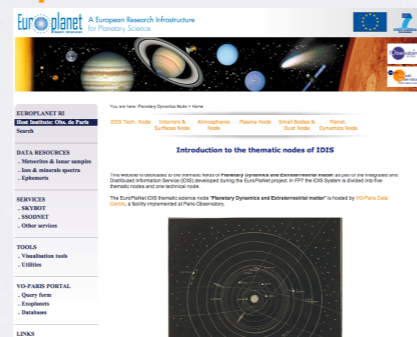 Europlanet
A European Research Infrastructure
for Planetary Science
You are here: Planetary Dynamics Node > Home
EUROPLANET RI
Host Institute: Obs. de Paris
Search
DATA RESOURCES
. Meteorites & lunar samples
. Ices & minerals spectra
. Ephemeris
SERVICES
. SKYBOT
. SSODNET
. Other services
TOOLS
. Visualisation tools
. Utilities
VO-PARIS PORTAL
. Query form
. Exoplanets
. Databases
LINKS
IDIS Tech. Node
Interiors & Surfaces Node
Atmospheres Node
Plasma Node
Small Bodies & Dust Node
Planet. Dynamics Node
Introduction to the thematic nodes of IDIS
This website is dedicated to the thematic fields of Planetary Dynamics and Extraterrestrial matter as part of the Integrated and
Distributed Information Service (IDIS) developed during the EuroPlaNet project. In FP7 the IDIS System is divided into five
thematic nodes and one technical node.
The EuroPlaNet IDIS thematic science node "Planetary Dynamics and Extraterrestrial matter" is hosted by VO-Paris Data
Centre, a facility implemented at Paris Observatory.